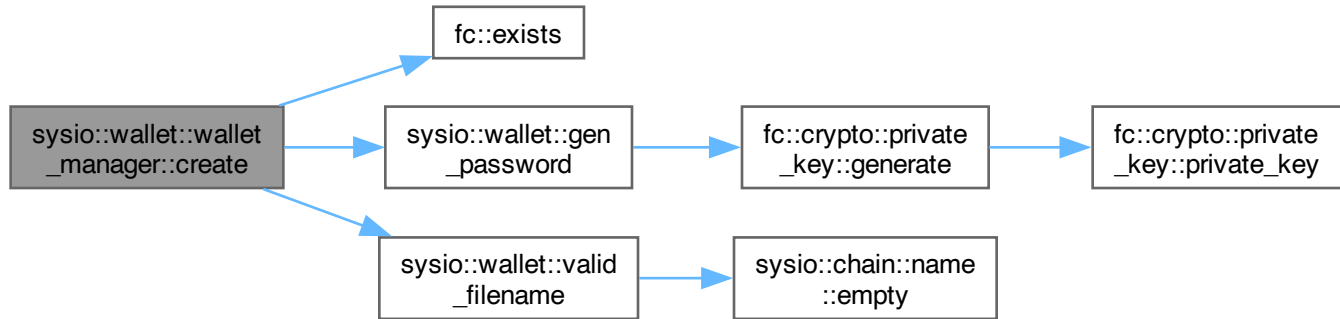 fc::exists
sysio::wallet::wallet
_manager::create
sysio::wallet::gen
_password
fc::crypto::private
_key::generate
fc::crypto::private
_key::private_key
sysio::wallet::valid
_filename
sysio::chain::name
::empty